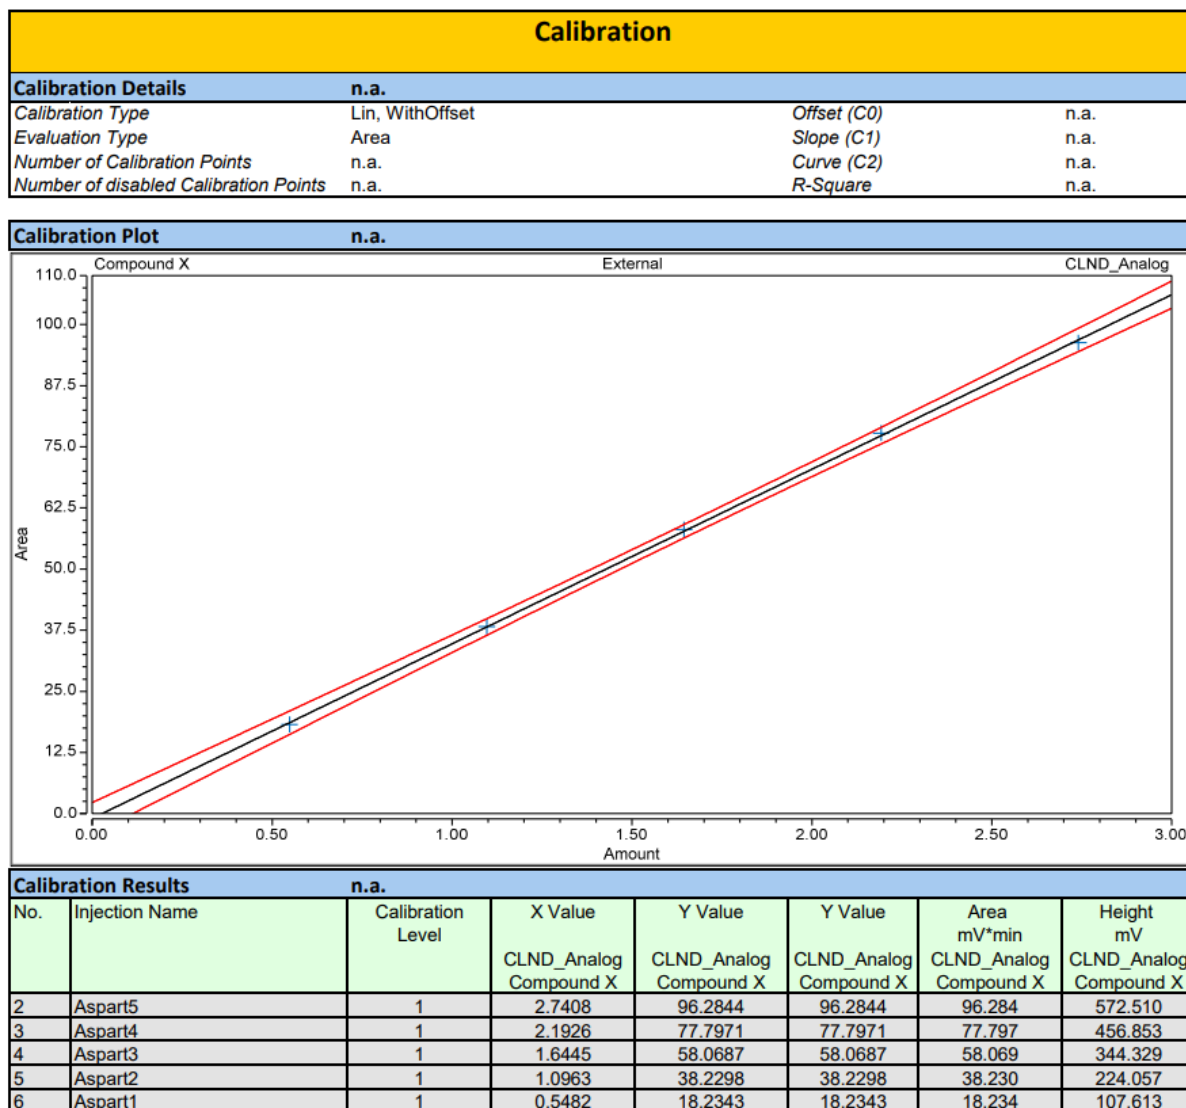 Calibration
Calibration Details n.a.
Calibration Type Lin, WithOffset Offset (C0) n.a.
Evaluation Type Area Slope (C1) n.a.
Number of Calibration Points n.a. Curve (C2) n.a.
Number of disabled Calibration Points n.a. R-Square n.a.
Calibration Plot n.a.
Compound X External CLND_Analog
110.0
100.0
87.5
75.0
62.5
50.0
37.5
25.0
12.5
0.0
Area
0.00 0.50 1.00 1.50 2.00 2.50 3.00
Amount
Calibration Results n.a.
No. Injection Name Calibration X Value Y Value Y Value Area Height
Level mV*min mV
CLND_Analog CLND_Analog CLND_Analog CLND_Analog CLND_Analog
Compound X Compound X Compound X Compound X Compound X
2 Aspart5 1 2.7408 96.2844 96.2844 96.284 572.510
3 Aspart4 1 2.1926 77.7971 77.7971 77.797 456.853
4 Aspart3 1 1.6445 58.0687 58.0687 58.069 344.329
5 Aspart2 1 1.0963 38.2298 38.2298 38.230 224.057
6 Aspart1 1 0.5482 18.2343 18.2343 18.234 107.613